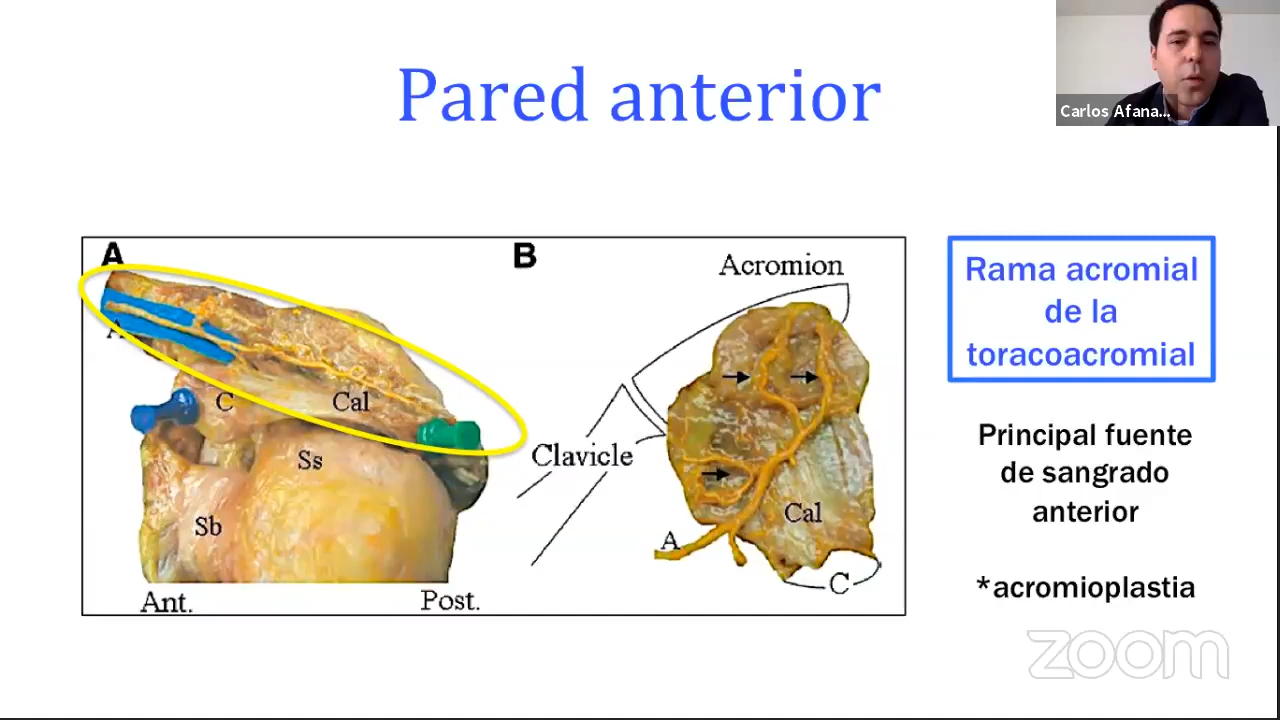 Carlos Afana...
Pared anterior
A
B
Acromion
A
C
Cal
Ss
Sb
Clavicle
Cal
A
C
Ant.
Post.
Rama acromial
de la
toracoacromial
Principal fuente
de sangrado
anterior
*acromioplastia
zoom